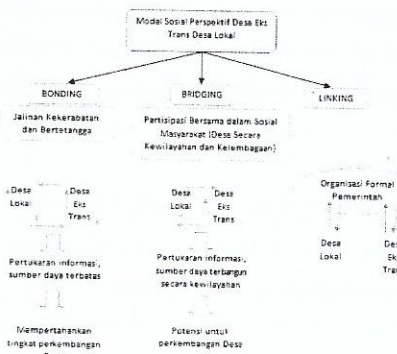 Modal Sosial Perspektif Desa Eks
Trans Desa Lokal
BONDING
BRIDGING
LINKING
Jalinan Kekerabatan
dan Bertetangga
Partisipasi Bersama dalam Sosial
Masyarakat (Desa Secara
Kewilayahan dan Kelembagaan)
Organisasi Formal
Pemerintah
Desa
Lokal
Desa
Eks
Trans
Desa
Lokal
Desa
Eks
Trans
Desa
Lokal
Pertukaran informasi,
sumber daya terbatas
Pertukaran informasi,
sumber daya terbangun
secara kewilayahan
Mempertahankan
tingkat perkembangan
Potensi untuk
perkembangan Desa